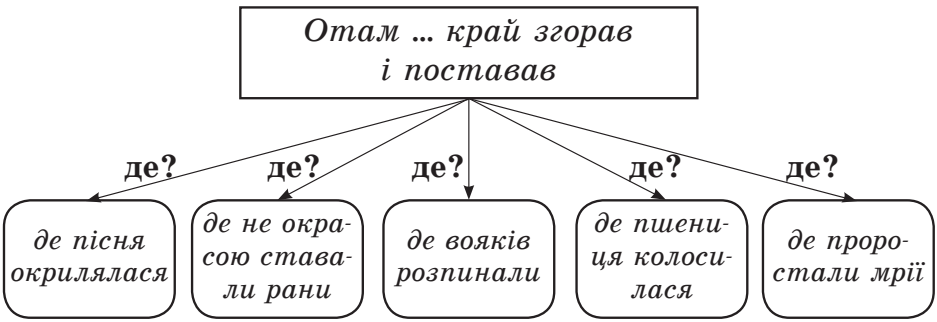 Отам ... край згорав
і поставав
де? де? де? де? де?
де пісня
окрилялася
де не окра-
сою става-
ли рани
де вояків
розпинали
де пшени-
ця колоси-
лася
де проро-
стали мрії